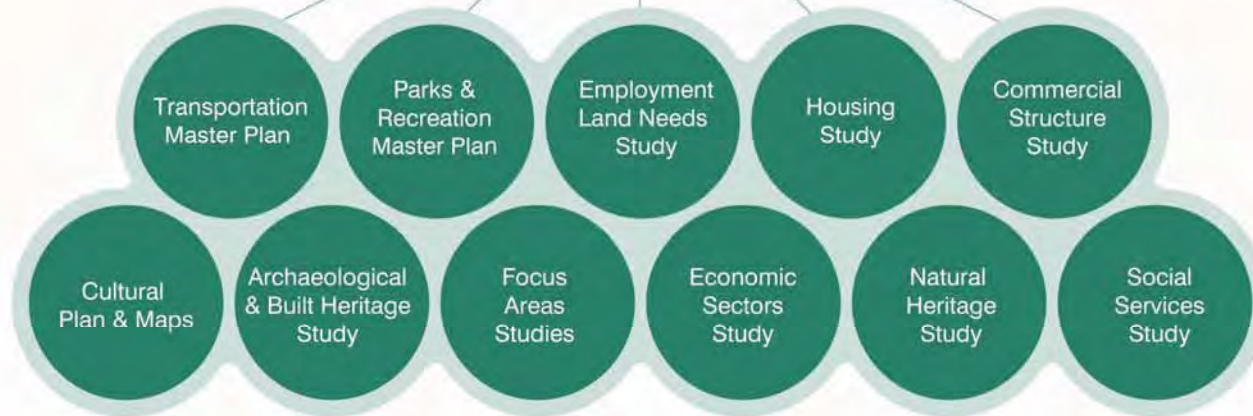 Transportation
Master Plan
Parks &
Recreation
Master Plan
Employment
Land Needs
Study
Housing
Study
Commercial
Structure
Study
Cultural
Plan & Maps
Archaeological
& Built Heritage
Study
Focus
Areas
Studies
Economic
Sectors
Study
Natural
Heritage
Study
Social
Services
Study